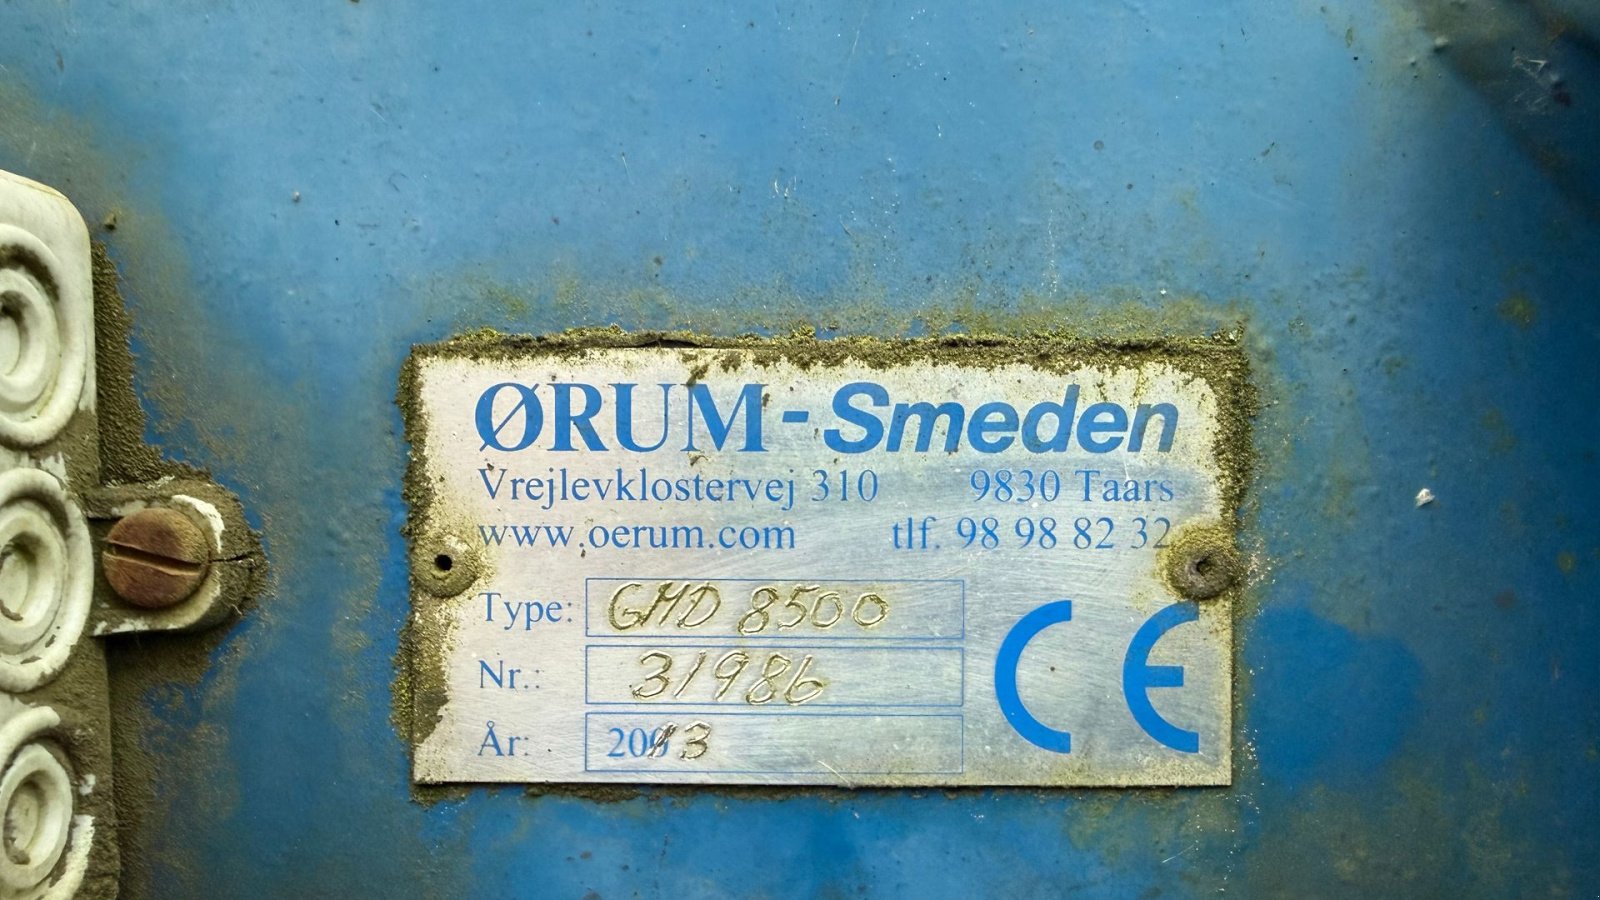 ØRUM-Smeden
Vrejlevklostervej 310 9830 Taars
www.oerum.com tlf. 98 98 82 32
Type: GMD 8500
Nr.: 31986
År: 2013
CE